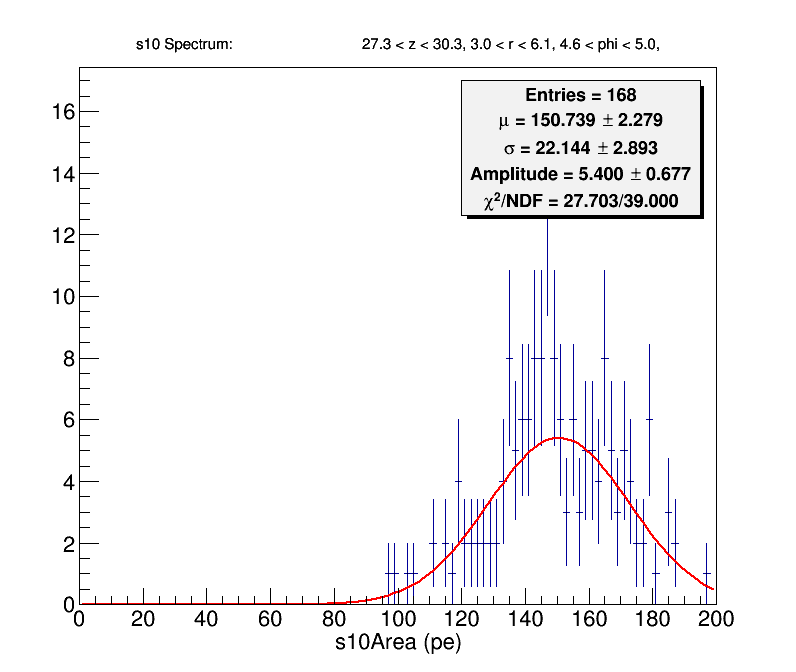 s10 Spectrum: 27.3 < z < 30.3, 3.0 < r < 6.1, 4.6 < phi < 5.0,
Entries = 168
μ = 150.739 ± 2.279
σ = 22.144 ± 2.893
Amplitude = 5.400 ± 0.677
χ²/NDF = 27.703/39.000
16
14
12
10
8
6
4
2
0
0 20 40 60 80 100 120 140 160 180 200
s10Area (pe)